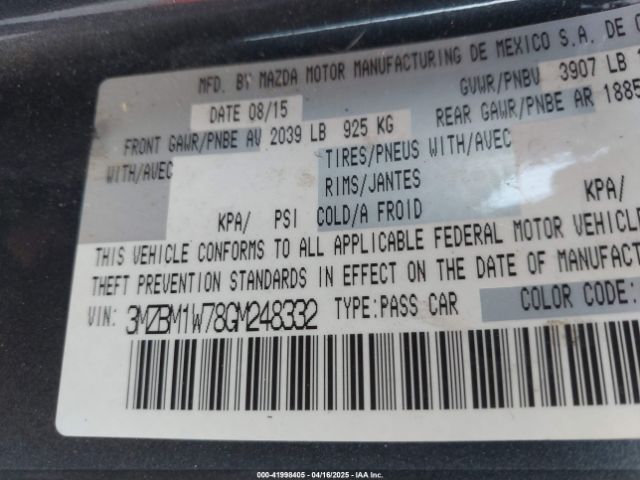 MFD. BY MAZDA MOTOR MANUFACTURING DE MEXICO S.A. DE
DATE 08/15 GVWR/PNBV 3907 LB
FRONT GAWR/PNBE AV 2039 LB 925 KG REAR GAWR/PNBE AR 1885
WITH/AVEC TIRES/PNEUS WITH/AVEC
RIMS/JANTES
KPA/ PSI COLD/A FROID KPA/
THIS VEHICLE CONFORMS TO ALL APPLICABLE FEDERAL MOTOR VEHICLE
THEFT PREVENTION STANDARDS IN EFFECT ON THE DATE OF MANUFACT
VIN: 3MZBM1W78GM248332 TYPE:PASS CAR COLOR CODE:
000-41998405 - 04/16/2025 - IAA Inc.